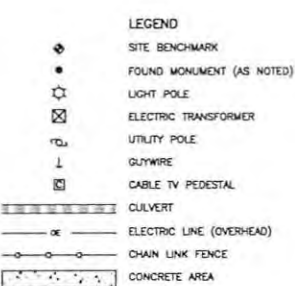 LEGEND
SITE BENCHMARK
FOUND MONUMENT (AS NOTED)
LIGHT POLE
ELECTRIC TRANSFORMER
UTILITY POLE
GUYWIRE
C CABLE TV PEDESTAL
CULVERT
OE ELECTRIC LINE (OVERHEAD)
CHAIN LINK FENCE
CONCRETE AREA